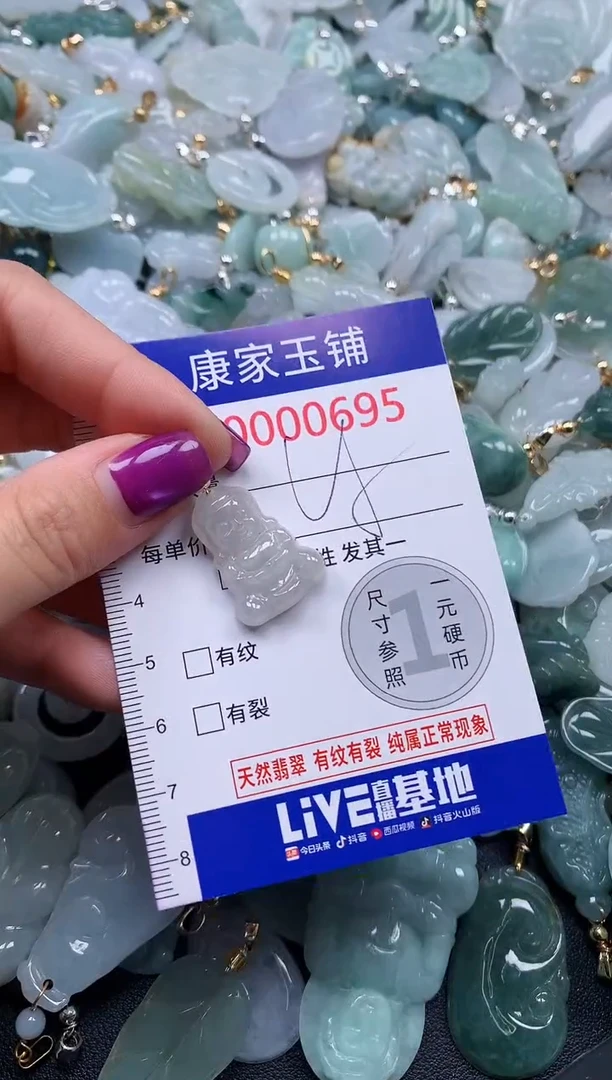 康家玉铺
0000695
每单价
性 发其一
4
尺寸参照
1
一元硬币
5
有纹
6
有裂
天然翡翠 有纹有裂 纯属正常现象
7
LiVE直播基地
8
今日头条 抖音 西瓜视频 抖音火山版